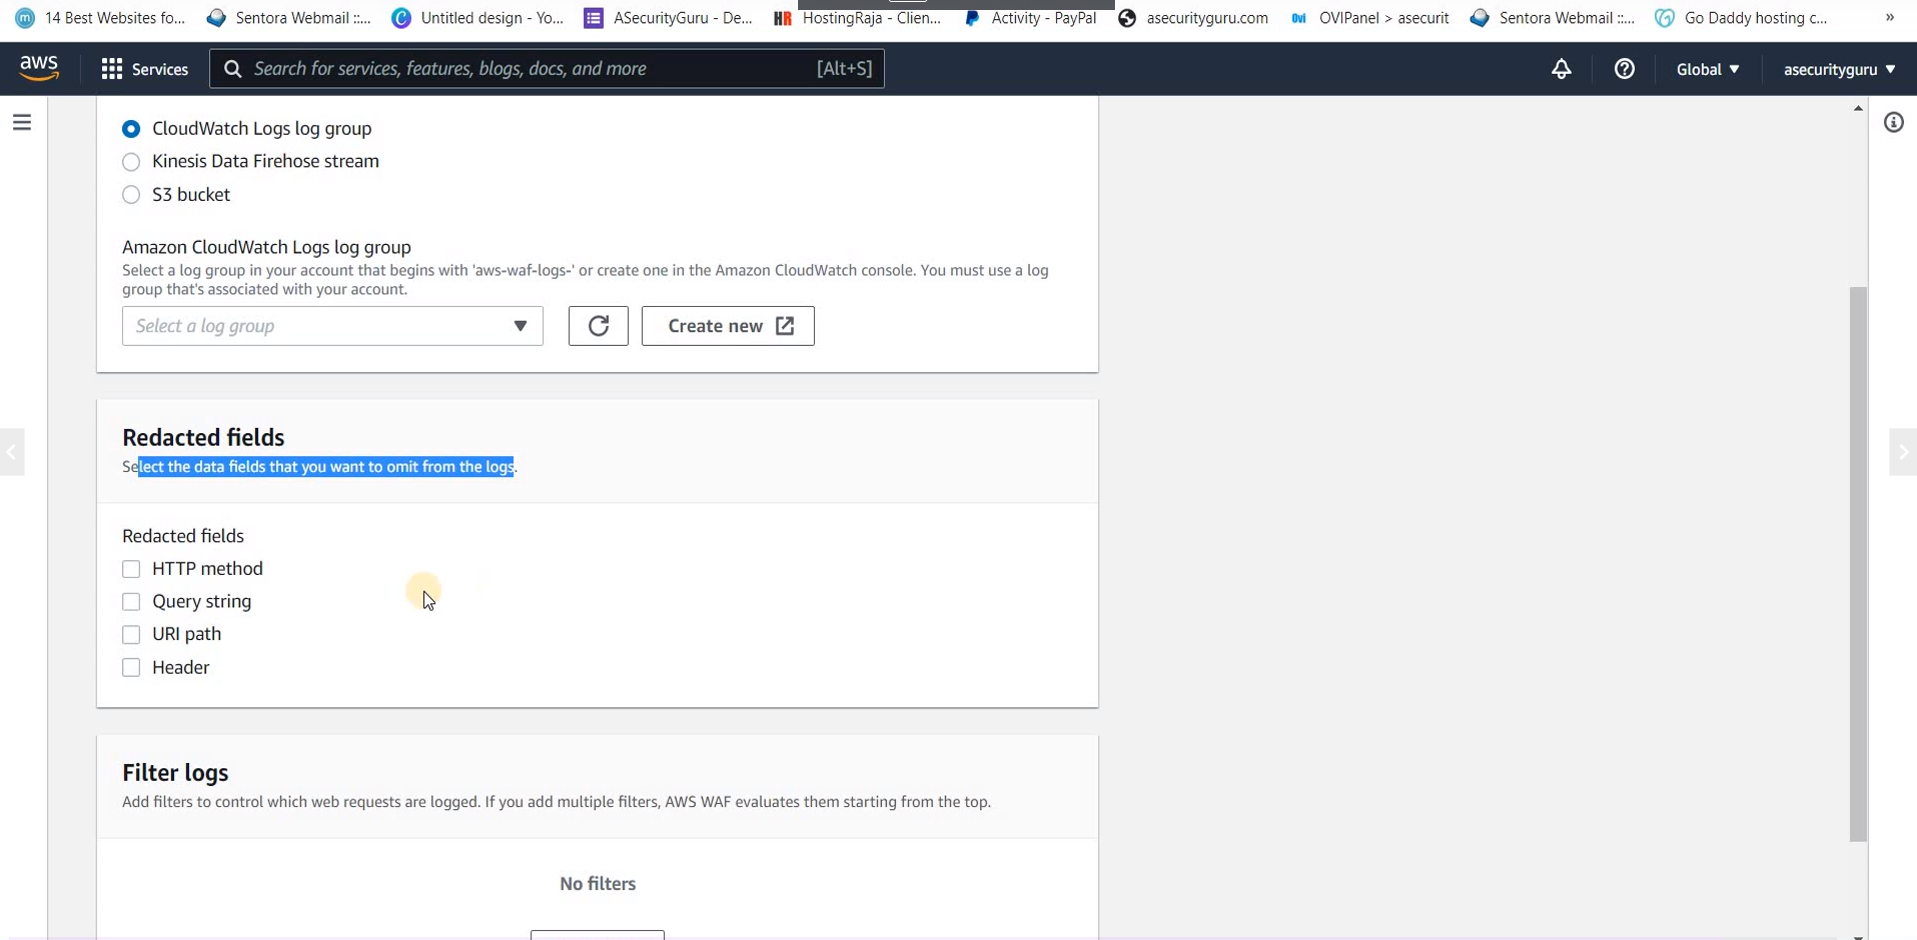 14 Best Websites fo... Sentora Webmail ::... Untitled design - Yo... ASecurityGuru - De... HR HostingRaja - Clien... Activity - PayPal asecurityguru.com Ovi OVIPanel > asecurit Sentora Webmail ::... Go Daddy hosting c... »
aws Services Search for services, features, blogs, docs, and more [Alt+S] Global ▼ asecurityguru ▼
CloudWatch Logs log group
Kinesis Data Firehose stream
S3 bucket
Amazon CloudWatch Logs log group
Select a log group in your account that begins with 'aws-waf-logs-' or create one in the Amazon CloudWatch console. You must use a log
group that's associated with your account.
Select a log group Create new
Redacted fields
Select the data fields that you want to omit from the logs.
Redacted fields
HTTP method
Query string
URI path
Header
Filter logs
Add filters to control which web requests are logged. If you add multiple filters, AWS WAF evaluates them starting from the top.
No filters